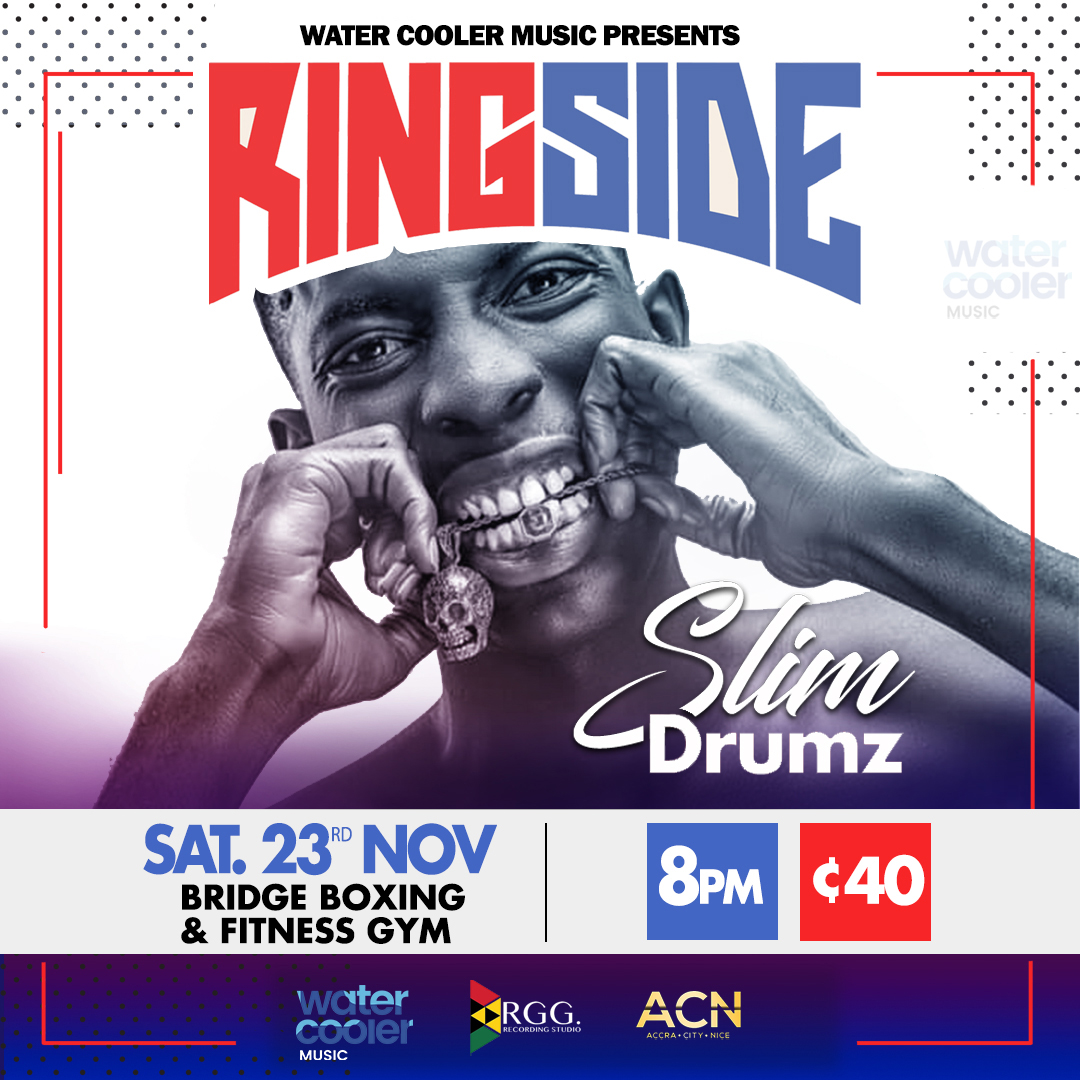 WATER COOLER MUSIC PRESENTS
RINGSIDE
water
cooler
MUSIC
Slim
Drumz
SAT. 23RD NOV
BRIDGE BOXING
& FITNESS GYM
8PM
¢40
water
cooler
MUSIC
RGG.
RECORDING STUDIO
ACN
ACCRA • CITY • NICE